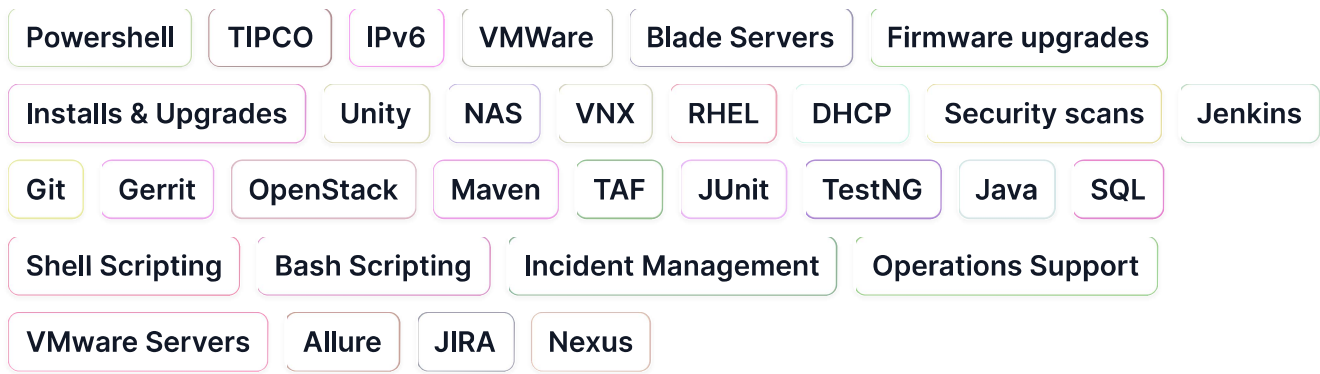 Powershell TIPCO IPv6 VMWare Blade Servers Firmware upgrades
Installs & Upgrades Unity NAS VNX RHEL DHCP Security scans Jenkins
Git Gerrit OpenStack Maven TAF JUnit TestNG Java SQL
Shell Scripting Bash Scripting Incident Management Operations Support
VMware Servers Allure JIRA Nexus